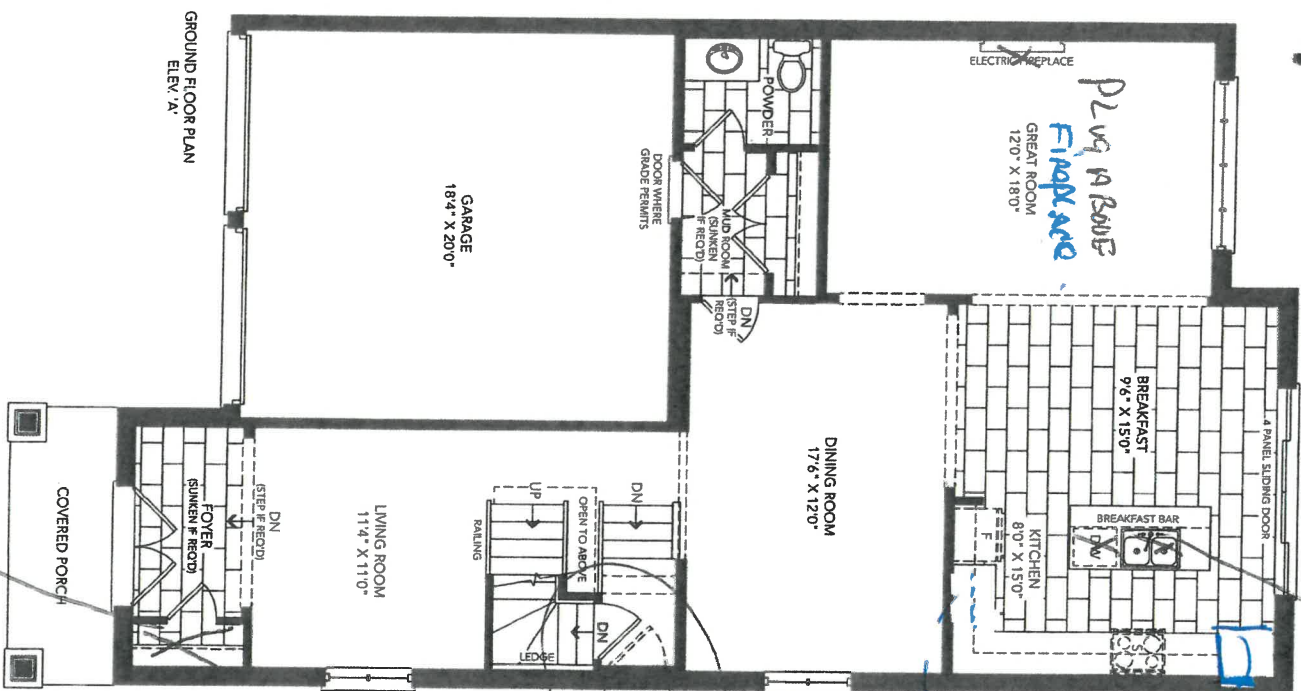 GROUND FLOOR PLAN
ELEV. 'A'
GARAGE
18'4" X 20'0"
DOOR WHERE
GRADE PERMITS
POWDER
MUD ROOM
(SUNKEN
IF REQ'D)
DN
(STEP IF
REQ'D)
ELECTRIC FIREPLACE
PLUG ABOVE
GREAT ROOM
12'0" X 18'0"
BREAKFAST
9'6" X 15'0"
4 PANEL SLIDING DOOR
BREAKFAST BAR
DW
KITCHEN
8'0" X 15'0"
F
S
DINING ROOM
17'6" X 12'0"
DN
OPEN TO ABOVE
UP
RAILING
DN
LEDGE
LIVING ROOM
11'4" X 11'0"
DN
(STEP IF REQ'D)
FOYER
(SUNKEN IF REQ'D)
COVERED PORCH